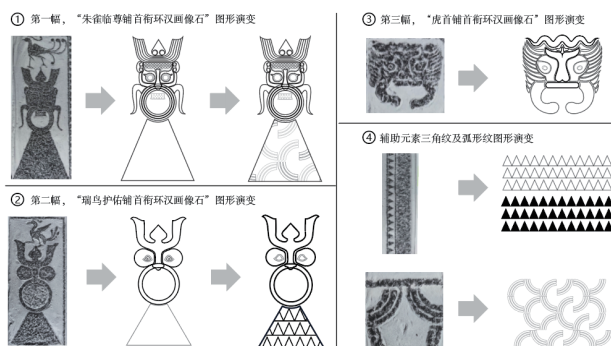 ① 第一幅，“朱雀临尊铺首衔环汉画像石”图形演变
② 第二幅，“瑞鸟护佑铺首衔环汉画像石”图形演变
③ 第三幅，“虎首铺首衔环汉画像石”图形演变
④ 辅助元素三角纹及弧形纹图形演变